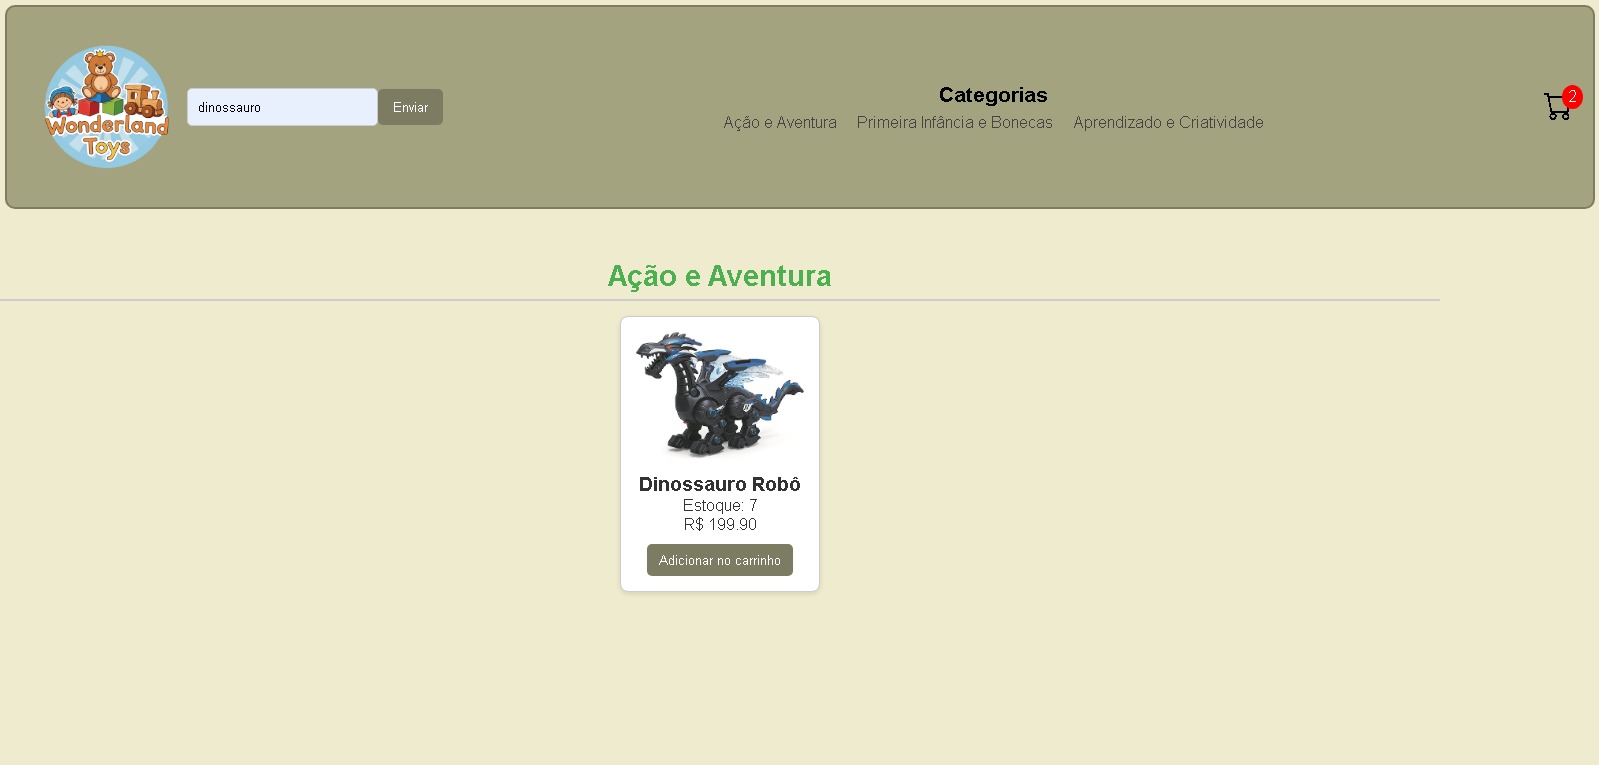 Wonderland
Toys
dinossauro
Enviar
Categorias
Ação e Aventura
Primeira Infância e Bonecas
Aprendizado e Criatividade
2
Ação e Aventura
Dinossauro Robô
Estoque: 7
R$ 199.90
Adicionar no carrinho